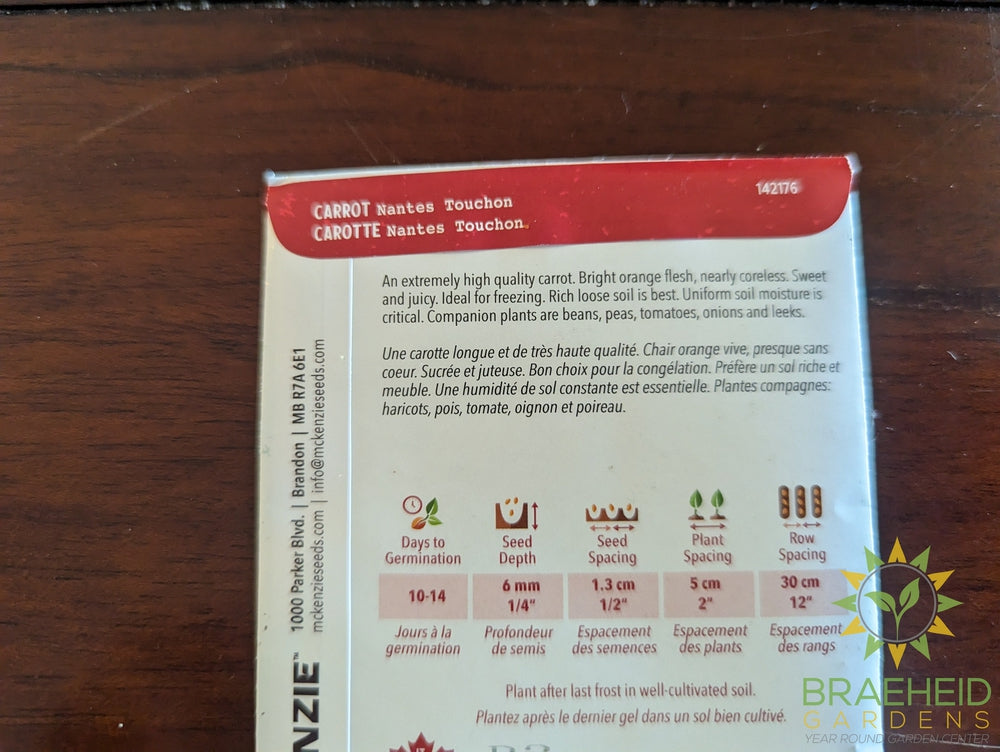 CARROT Nantes Touchon
CAROTTE Nantes Touchon
142176
An extremely high quality carrot. Bright orange flesh, nearly coreless. Sweet
and juicy. Ideal for freezing. Rich loose soil is best. Uniform soil moisture is
critical. Companion plants are beans, peas, tomatoes, onions and leeks.
Une carotte longue et de très haute qualité. Chair orange vive, presque sans
coeur. Sucrée et juteuse. Bon choix pour la congélation. Préfère un sol riche et
meuble. Une humidité de sol constante est essentielle. Plantes compagnes:
haricots, pois, tomate, oignon et poireau.
Days to
Germination
10-14
Jours à la
germination
Seed
Depth
6 mm
1/4"
Profondeur
de semis
Seed
Spacing
1.3 cm
1/2"
Espacement
des semences
Plant
Spacing
5 cm
2"
Espacement
des plants
Row
Spacing
30 cm
12"
Espacement
des rangs
Plant after last frost in well-cultivated soil.
Plantez après le dernier gel dans un sol bien cultivé.
NZIE™
1000 Parker Blvd. | Brandon | MB R7A 6E1
mckenzieseeds.com | info@mckenzieseeds.com
BRAEHEID
GARDENS
YEAR ROUND GARDEN CENTER